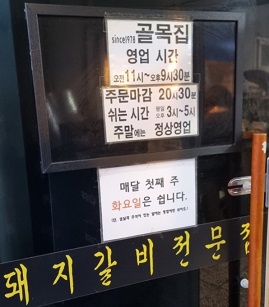 since1978 골목집
영업 시간
오전11시~오후9시30분
주문마감 20시30분
쉬는 시간 평일 오후 3시~5시
주말에는 정상영업
매달 첫째 주
화요일은 쉽니다.
돼지갈비전문점